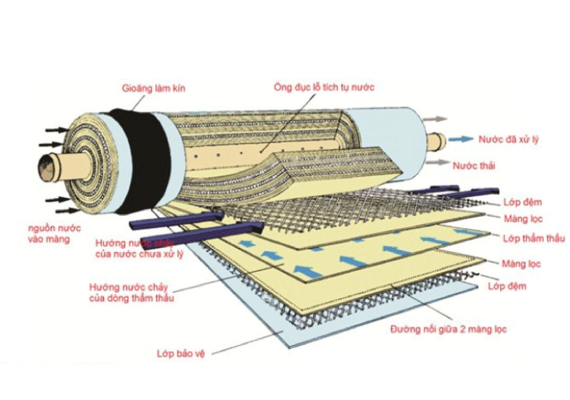 Gioăng làm kín
Ống đục lỗ tích tụ nước
Nước đã xử lý
Nước thải
nguồn nước
vào màng
Hướng nước chảy
của nước chưa xử lý
Hướng nước chảy
của dòng thẩm thấu
Lớp đệm
Màng lọc
Lớp thẩm thấu
Màng lọc
Lớp đệm
Đường nối giữa 2 màng lọc
Lớp bảo vệ